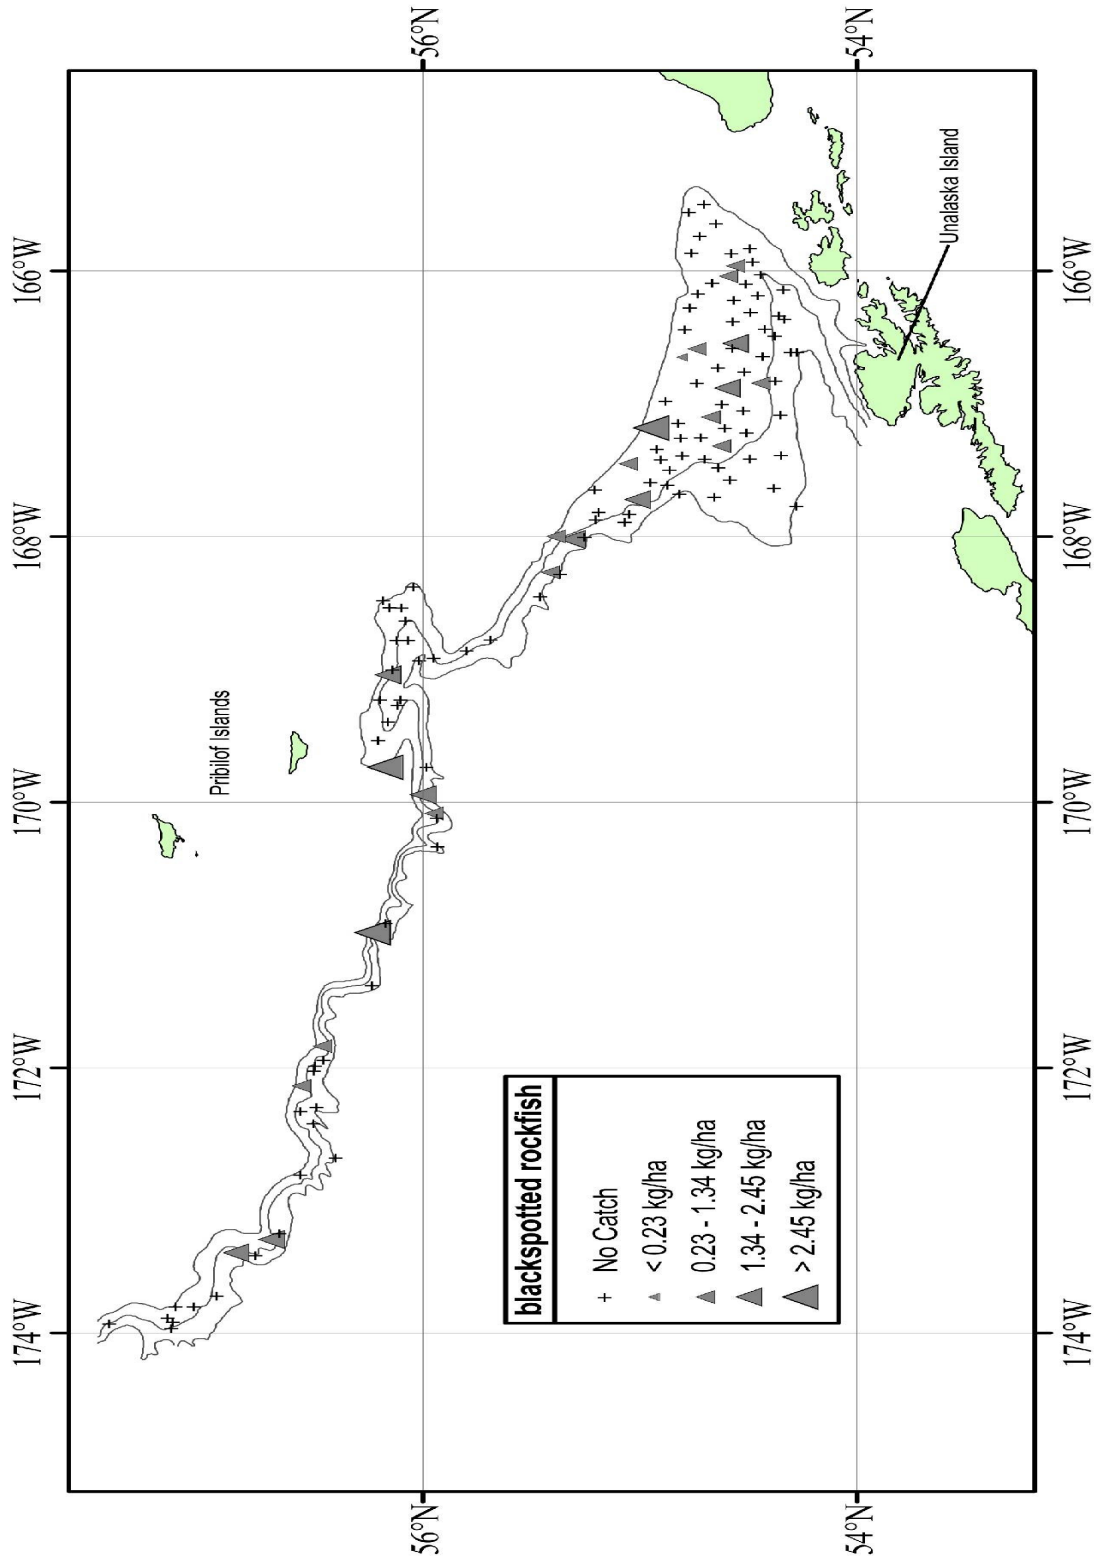 174°W
172°W
170°W
168°W
166°W
56°N
56°N
54°N
54°N
Pribilof Islands
Unalaska Island
blackspotted rockfish
No Catch
< 0.23 kg/ha
0.23 - 1.34 kg/ha
1.34 - 2.45 kg/ha
> 2.45 kg/ha
174°W
172°W
170°W
168°W
166°W